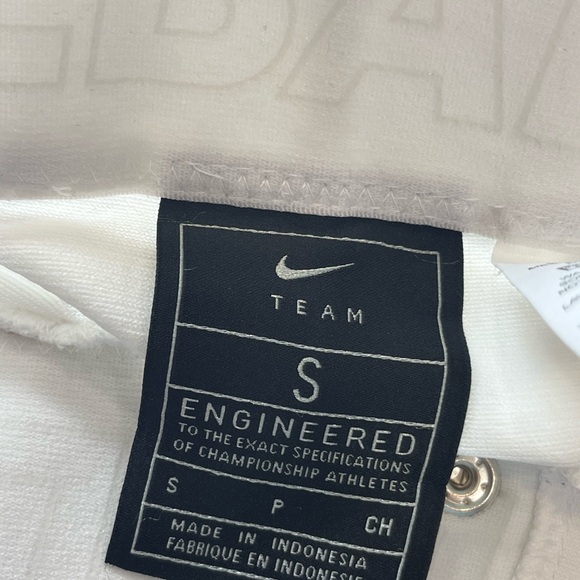 TEAM
S
ENGINEERED
TO THE EXACT SPECIFICATIONS
OF CHAMPIONSHIP ATHLETES
S P CH
MADE IN INDONESIA
FABRIQUE EN INDONESIE